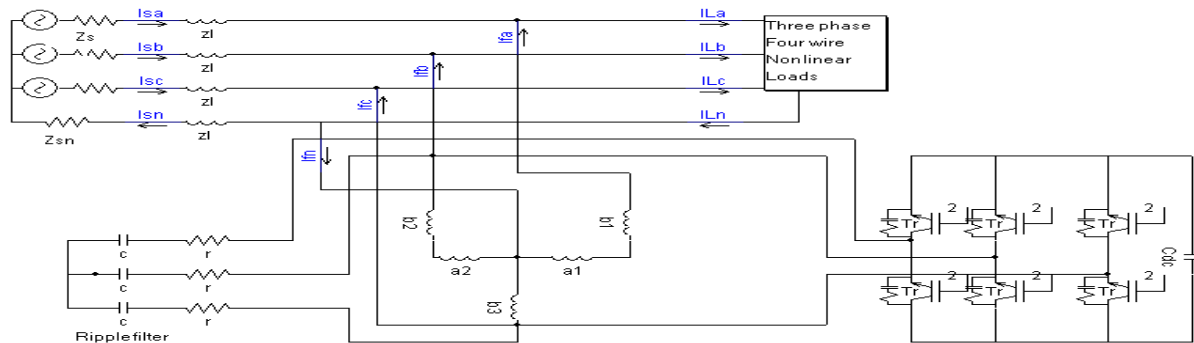 Isa
ILa
Zs
zl
Ifa
Three phase
Four wire
Nonlinear
Loads
Isb
ILb
zl
Ifb
Isc
ILc
zl
Ifc
Isn
ILn
Zsn
zl
Ifn
b2
b1
a2
a1
b3
c
r
c
r
c
r
Ripplefilter
2
2
2
Tr
Tr
Tr
Cdc
2
2
2
Tr
Tr
Tr